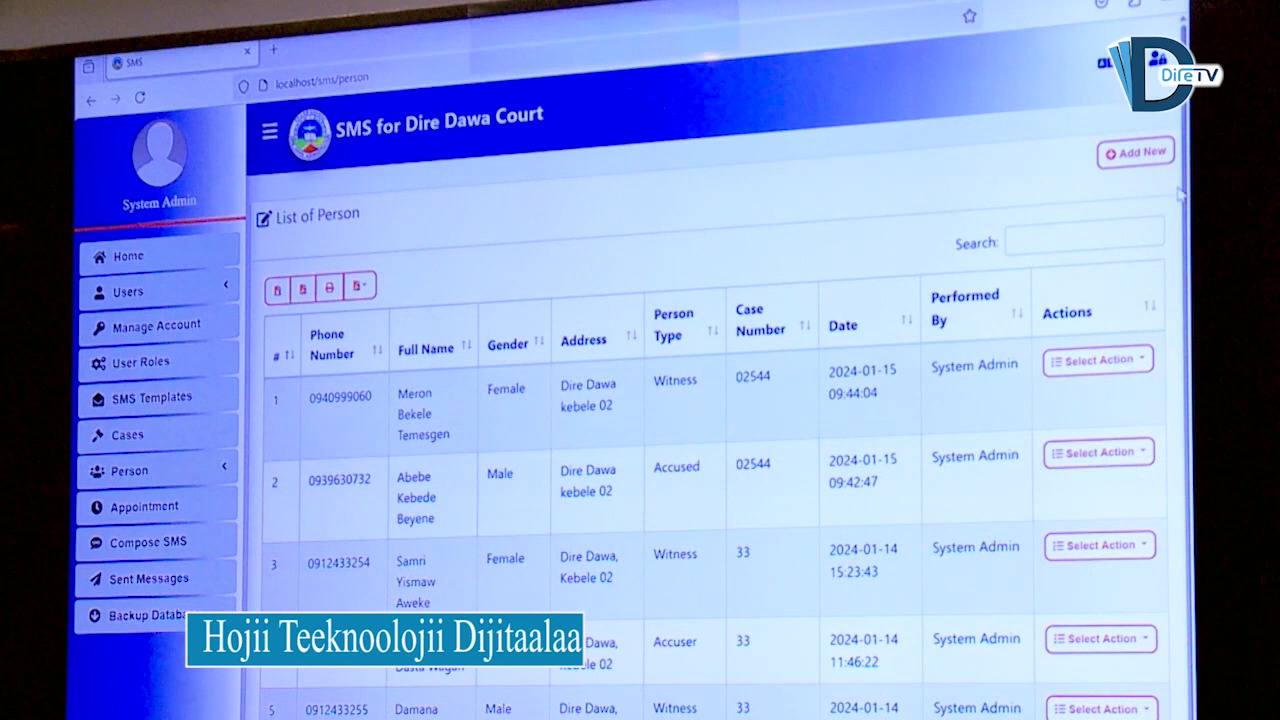 SMS
localhost/sms/person
DireTV
SMS for Dire Dawa Court
System Admin
Add New
List of Person
Search:
Home
Users
Manage Account
User Roles
SMS Templates
Cases
Person
Appointment
Compose SMS
Sent Messages
Backup
# Phone Number Full Name Gender Address Person Type Case Number Date Performed By Actions
1 0940999060 Meron Bekele Temesgen Female Dire Dawa kebele 02 Witness 02544 2024-01-15 09:44:04 System Admin Select Action
2 0939630732 Abebe Kebede Beyene Male Dire Dawa kebele 02 Accused 02544 2024-01-15 09:42:47 System Admin Select Action
3 0912433254 Samri Yismaw Aweke Female Dire Dawa, Kebele 02 Witness 33 2024-01-14 15:23:43 System Admin Select Action
Dawa, 02 Accuser 33 2024-01-14 11:46:22 System Admin Select Action
5 0912433255 Damana Male Dire Dawa, Witness 33 2024-01-14 System Admin Select Action
Hojii Teeknoolojii Dijitaalaa